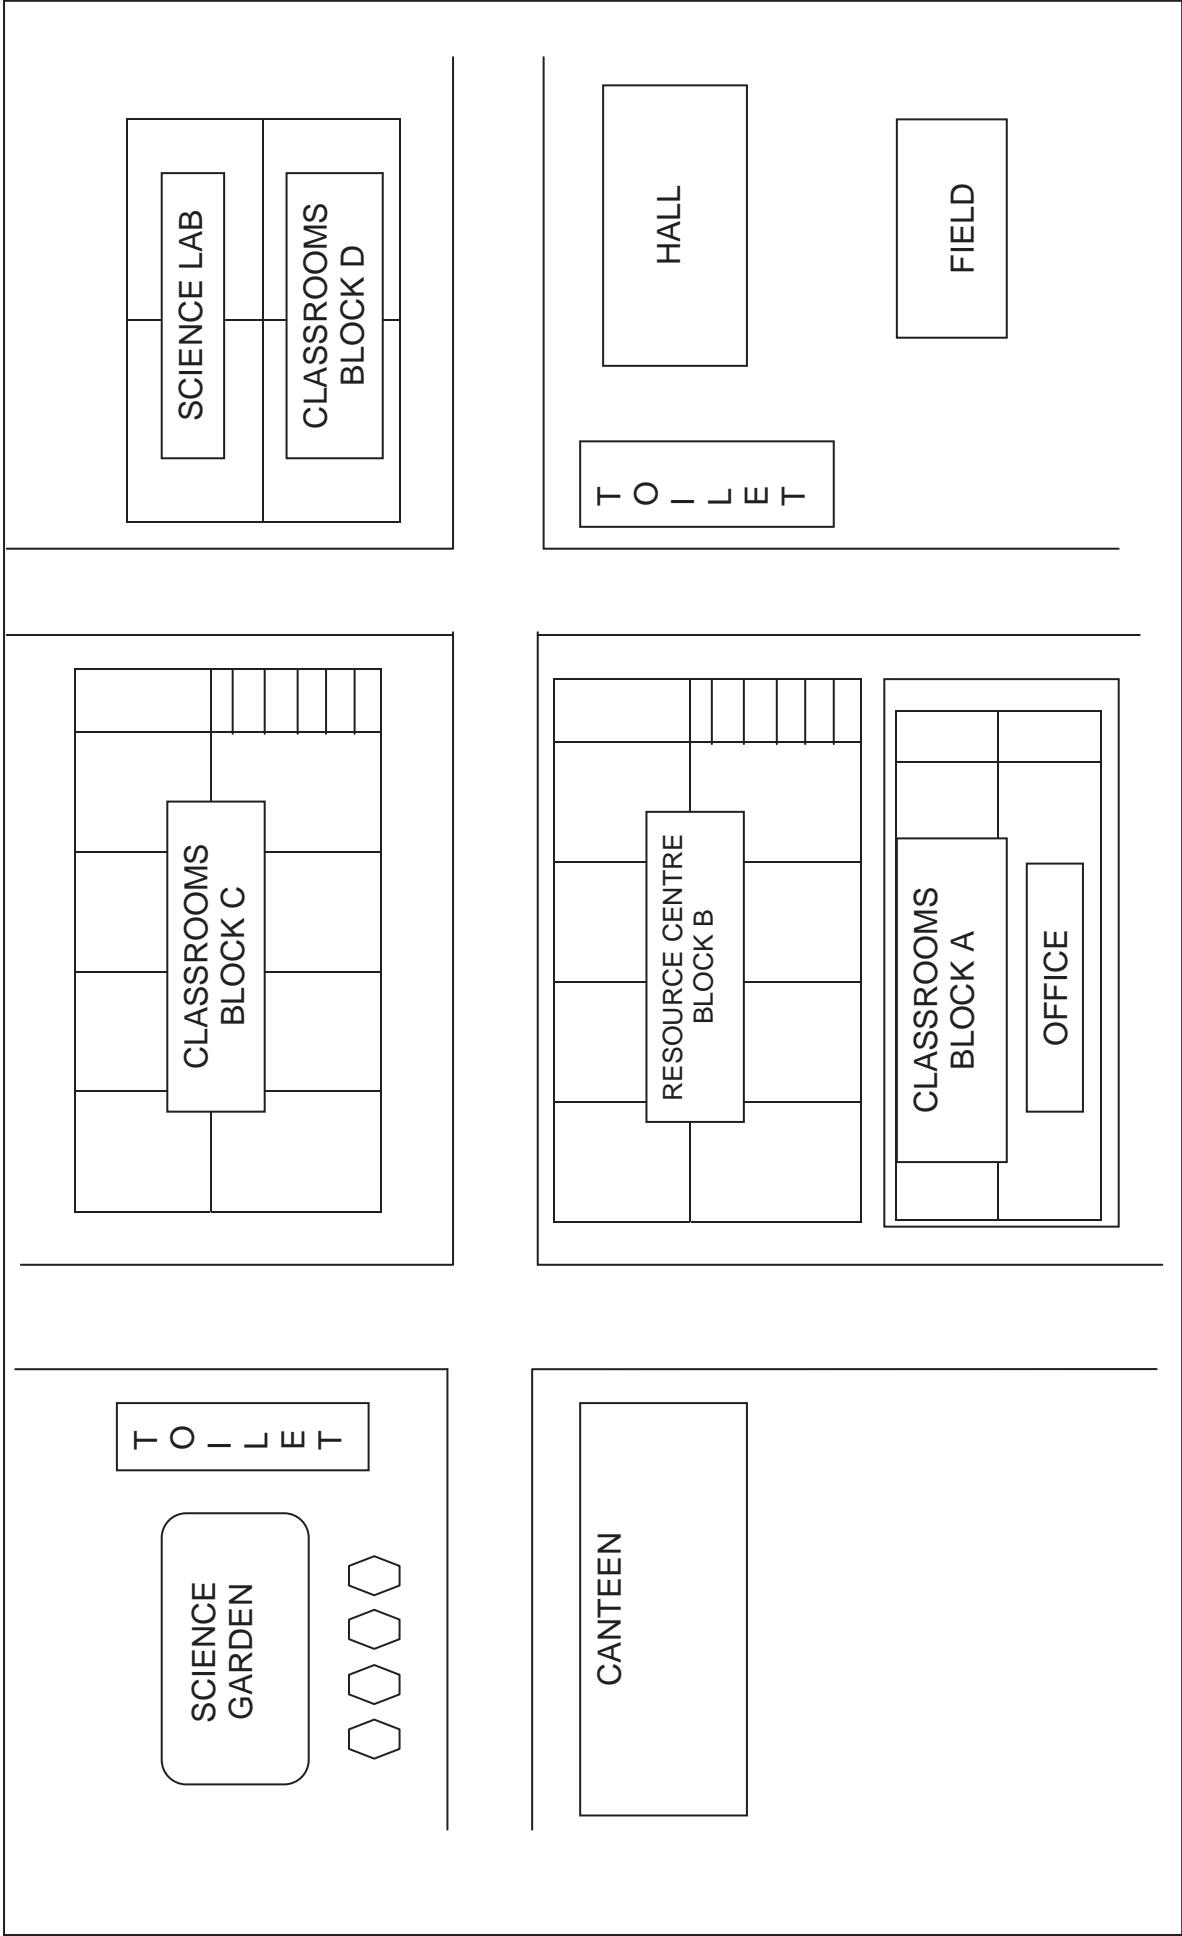 SCIENCE
GARDEN
TOILET
CLASSROOMS
BLOCK C
SCIENCE LAB
CLASSROOMS
BLOCK D
CANTEEN
RESOURCE CENTRE
BLOCK B
CLASSROOMS
BLOCK A
OFFICE
TOILET
HALL
FIELD